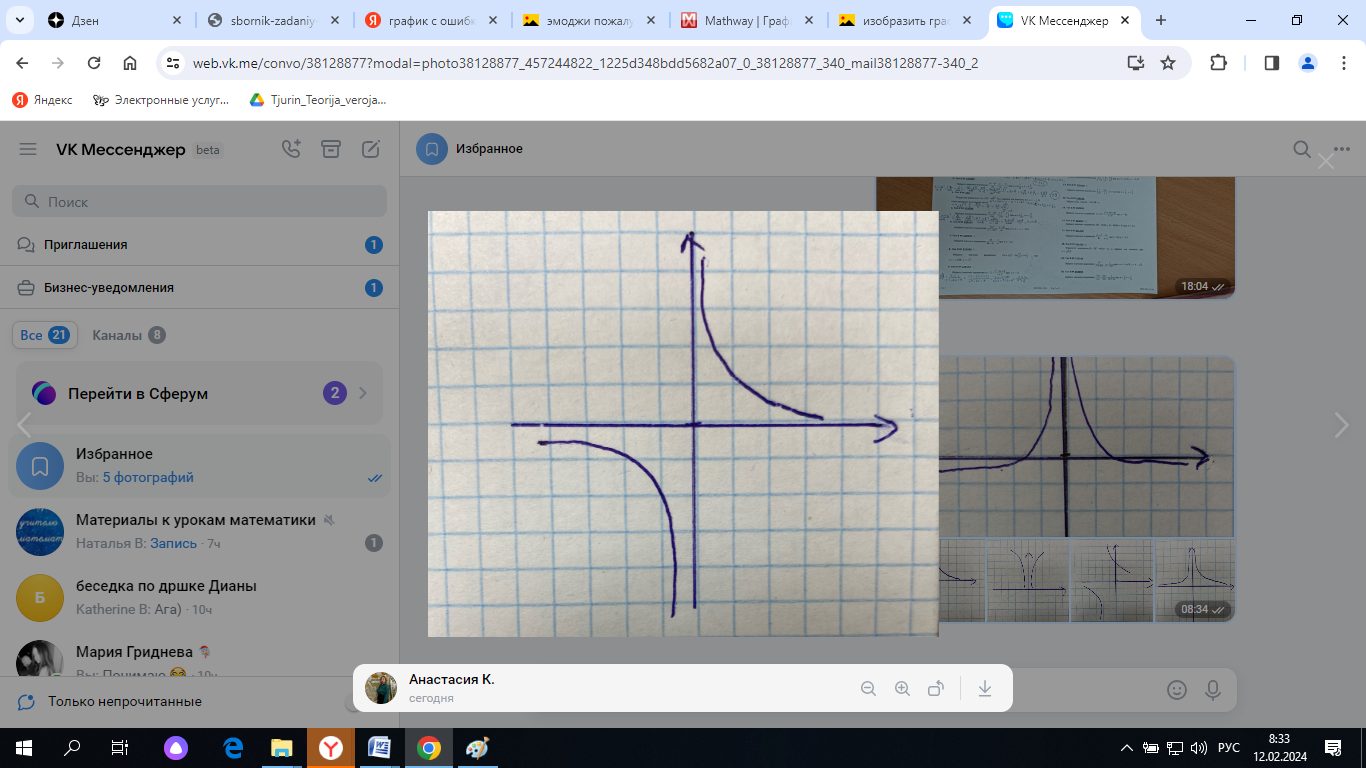 Дзен
sbornik-zadaniy-
график с ошибк
эмоджи пожалу
Mathway | Граф
изобразить гра
VK Мессенджер
web.vk.me/convo/38128877?modal=photo38128877_457244822_1225d348bdd5682a07_0_38128877_340_mail38128877-340_2
Яндекс
Электронные услуг...
Tjurin_Teorija_veroja...
VK Мессенджер beta
Избранное
Поиск
Приглашения 1
Бизнес-уведомления 1
Все 21 Каналы 8
Перейти в Сферум 2
Избранное
Вы: 5 фотографий
Материалы к урокам математики
Наталья В: Запись · 7ч 1
Б
беседка по дршке Дианы
Katherine В: Ага) · 10ч
Мария Гриднева
Вы: Понимаю · 10ч
Только непрочитанные
18:04
08:34
Анастасия К.
сегодня
РУС
8:33
12.02.2024